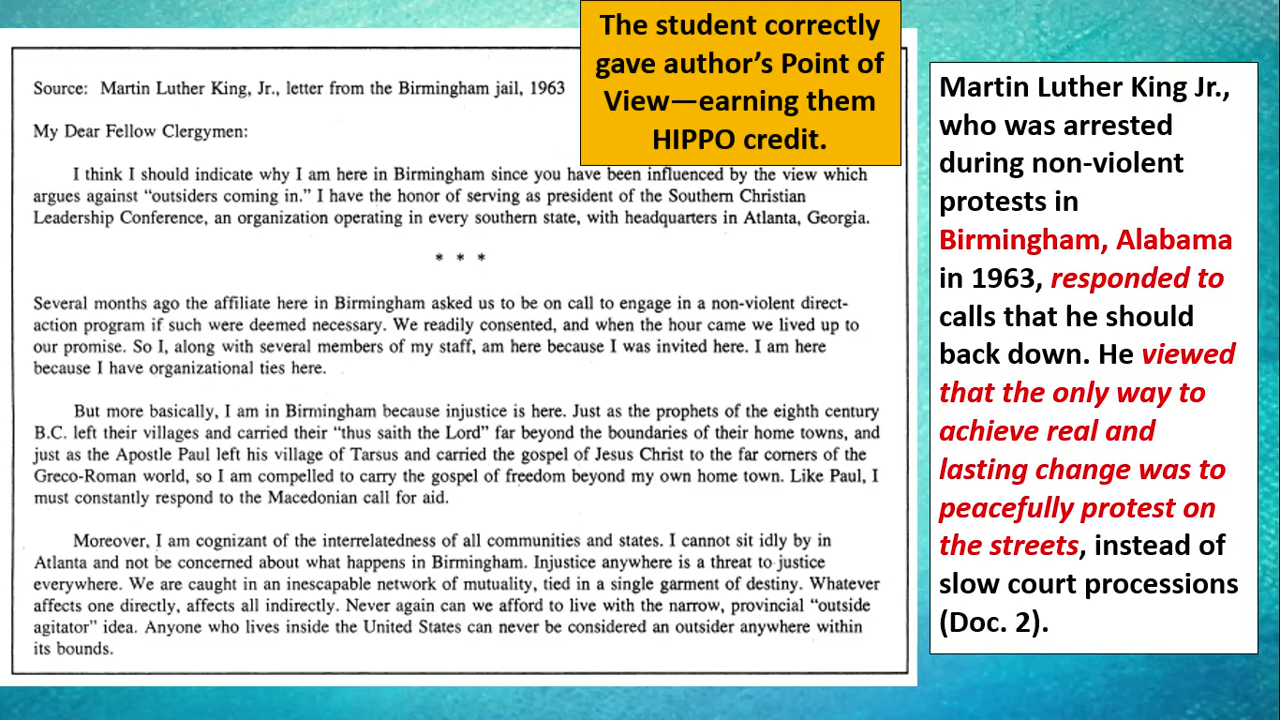 The student correctly
gave author's Point of
View—earning them
HIPPO credit.
Source: Martin Luther King, Jr., letter from the Birmingham jail, 1963
My Dear Fellow Clergymen:
I think I should indicate why I am here in Birmingham since you have been influenced by the view which
argues against "outsiders coming in." I have the honor of serving as president of the Southern Christian
Leadership Conference, an organization operating in every southern state, with headquarters in Atlanta, Georgia.
* * *
Several months ago the affiliate here in Birmingham asked us to be on call to engage in a non-violent direct-
action program if such were deemed necessary. We readily consented, and when the hour came we lived up to
our promise. So I, along with several members of my staff, am here because I was invited here. I am here
because I have organizational ties here.
But more basically, I am in Birmingham because injustice is here. Just as the prophets of the eighth century
B.C. left their villages and carried their "thus saith the Lord" far beyond the boundaries of their home towns, and
just as the Apostle Paul left his village of Tarsus and carried the gospel of Jesus Christ to the far corners of the
Greco-Roman world, so I am compelled to carry the gospel of freedom beyond my own home town. Like Paul, I
must constantly respond to the Macedonian call for aid.
Moreover, I am cognizant of the interrelatedness of all communities and states. I cannot sit idly by in
Atlanta and not be concerned about what happens in Birmingham. Injustice anywhere is a threat to justice
everywhere. We are caught in an inescapable network of mutuality, tied in a single garment of destiny. Whatever
affects one directly, affects all indirectly. Never again can we afford to live with the narrow, provincial "outside
agitator" idea. Anyone who lives inside the United States can never be considered an outsider anywhere within
its bounds.
Martin Luther King Jr.,
who was arrested
during non-violent
protests in
Birmingham, Alabama
in 1963, responded to
calls that he should
back down. He viewed
that the only way to
achieve real and
lasting change was to
peacefully protest on
the streets, instead of
slow court processions
(Doc. 2).